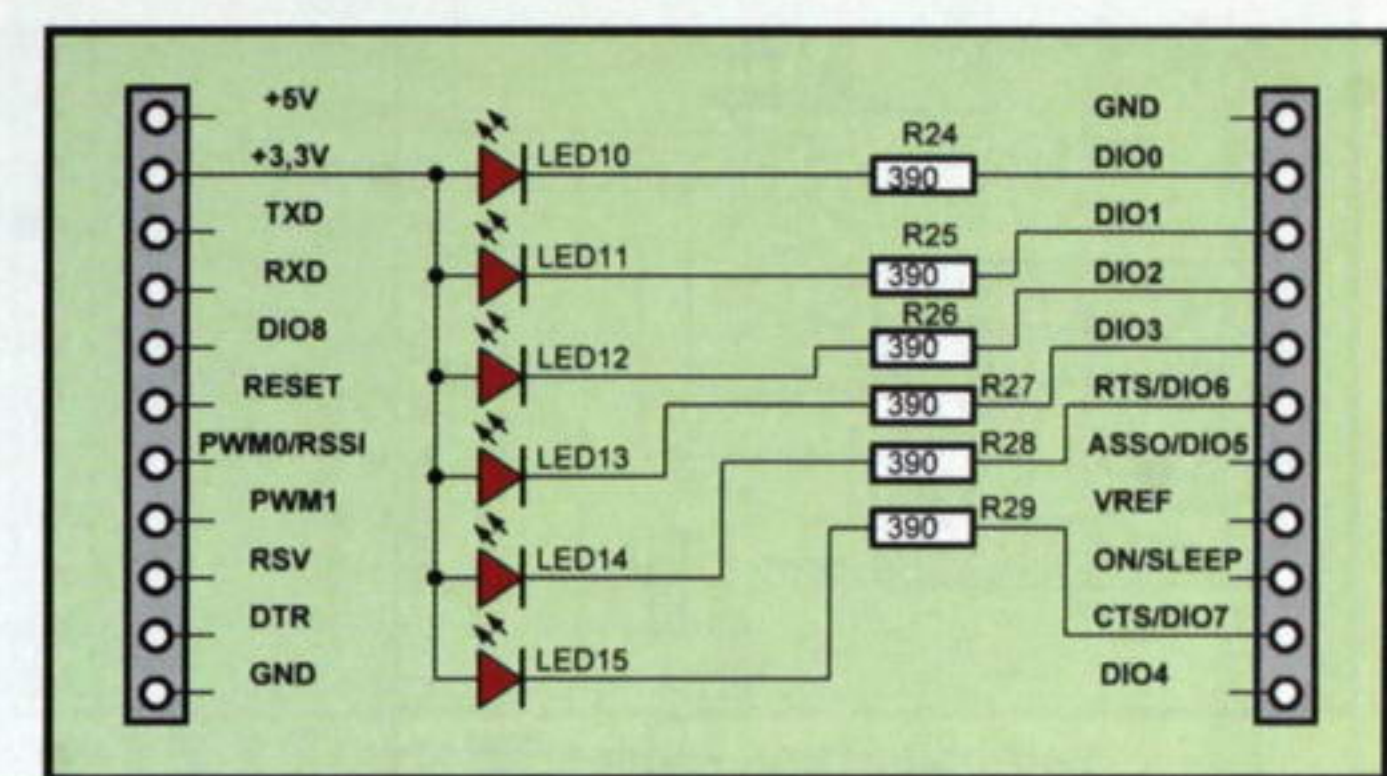 +5V
+3,3V
TXD
RXD
DIO8
RESET
PWM0/RSSI
PWM1
RSV
DTR
GND
LED10
LED11
LED12
LED13
LED14
LED15
R24
390
R25
390
R26
390
R27
390
R28
390
R29
390
GND
DIO0
DIO1
DIO2
DIO3
RTS/DIO6
ASSO/DIO5
VREF
ON/SLEEP
CTS/DIO7
DIO4